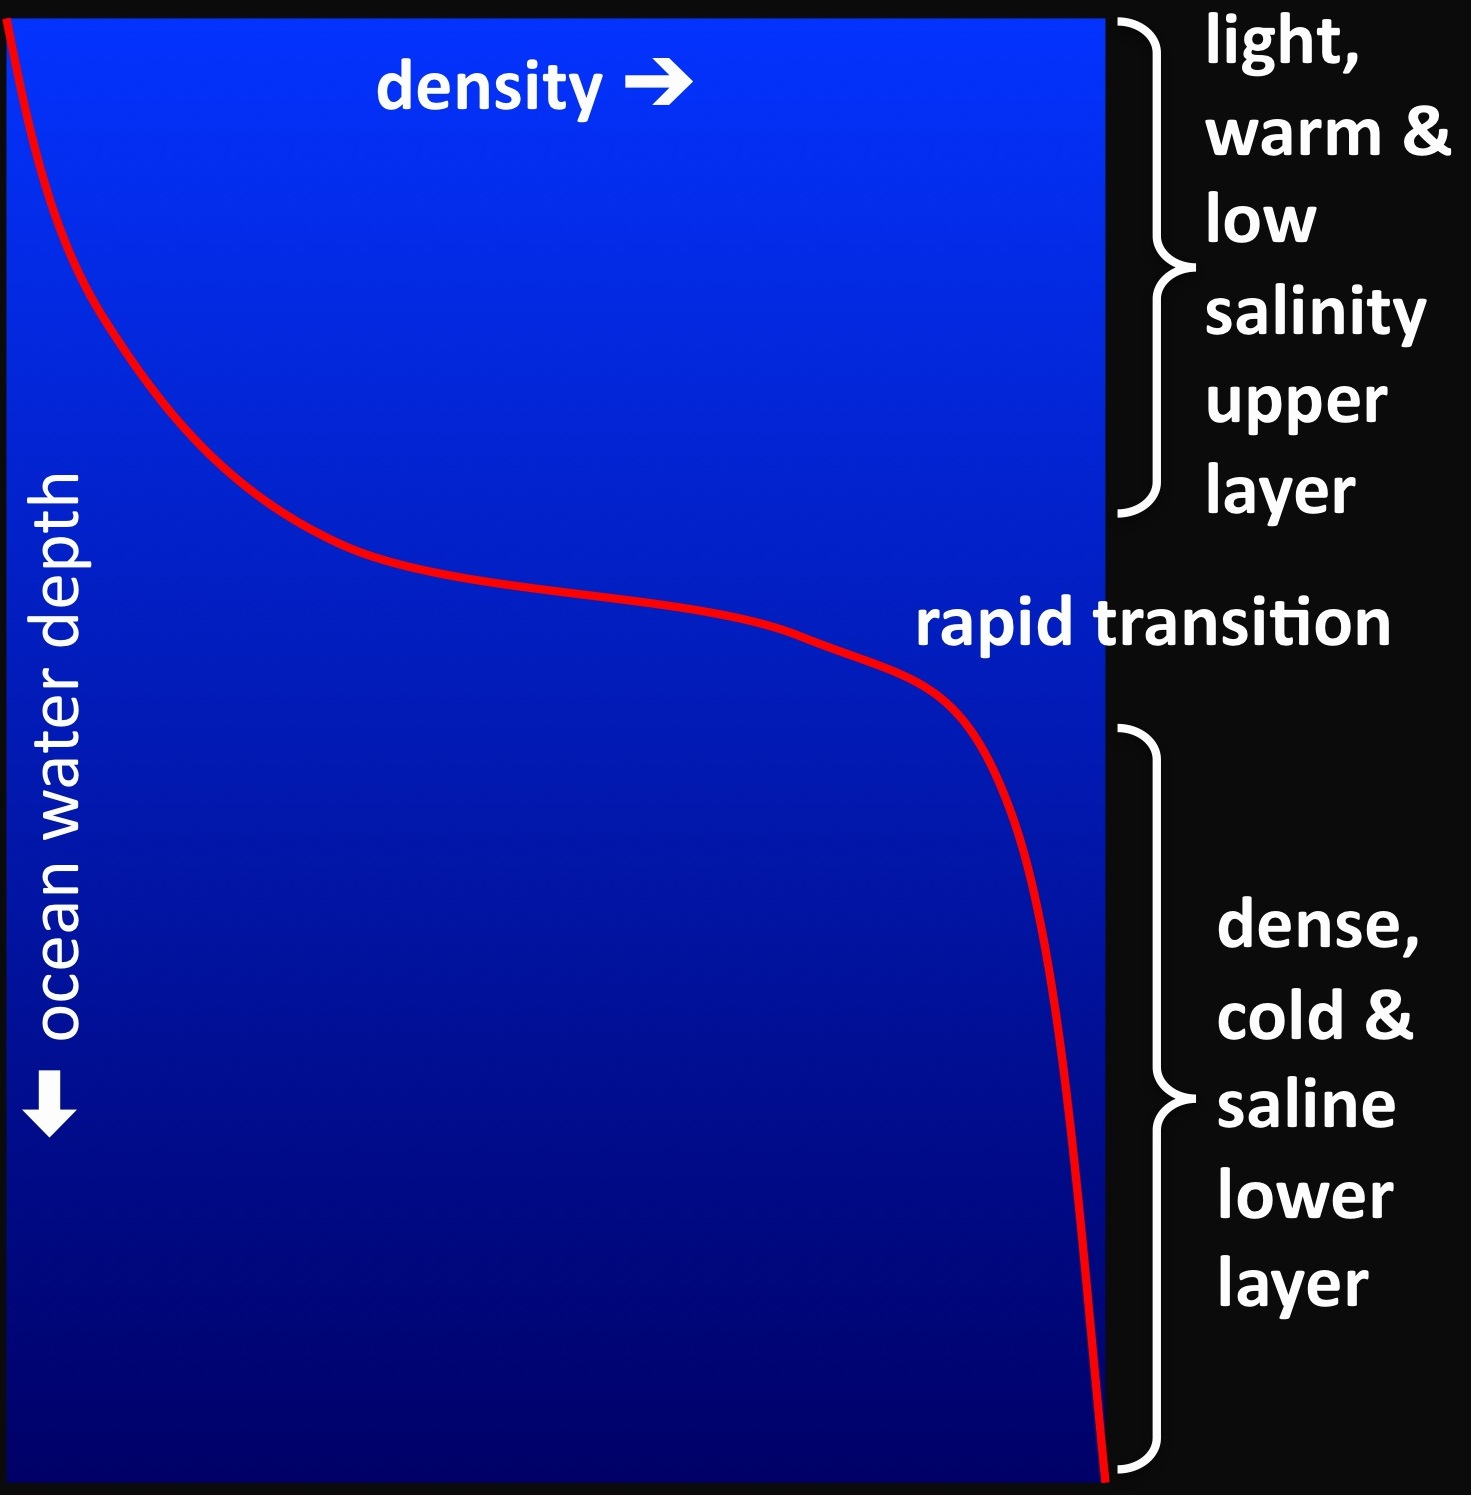 density →
light,
warm &
low
salinity
upper
layer
ocean water depth
rapid transition
dense,
cold &
saline
lower
layer